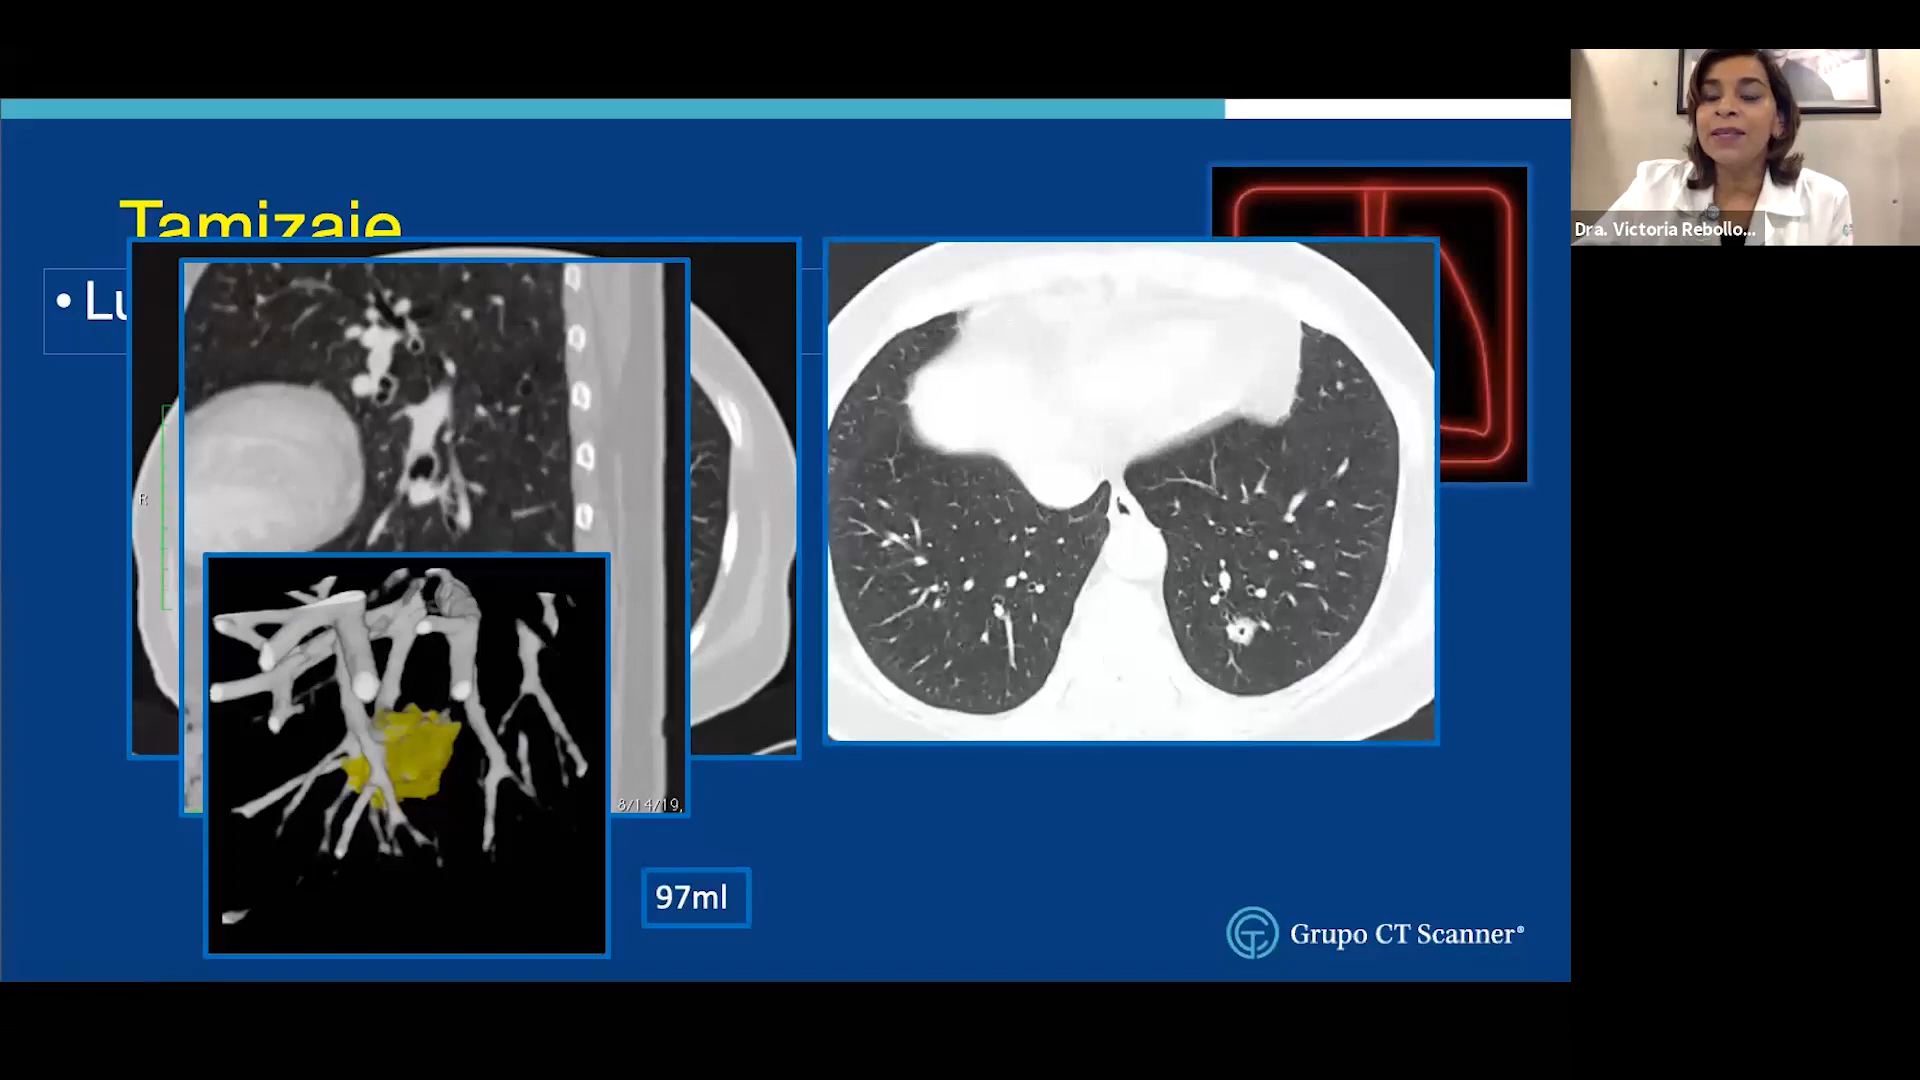 Tamizaje
• Lu
R
8/14/19,
97ml
Grupo CT Scanner®
Dra. Victoria Rebollo...